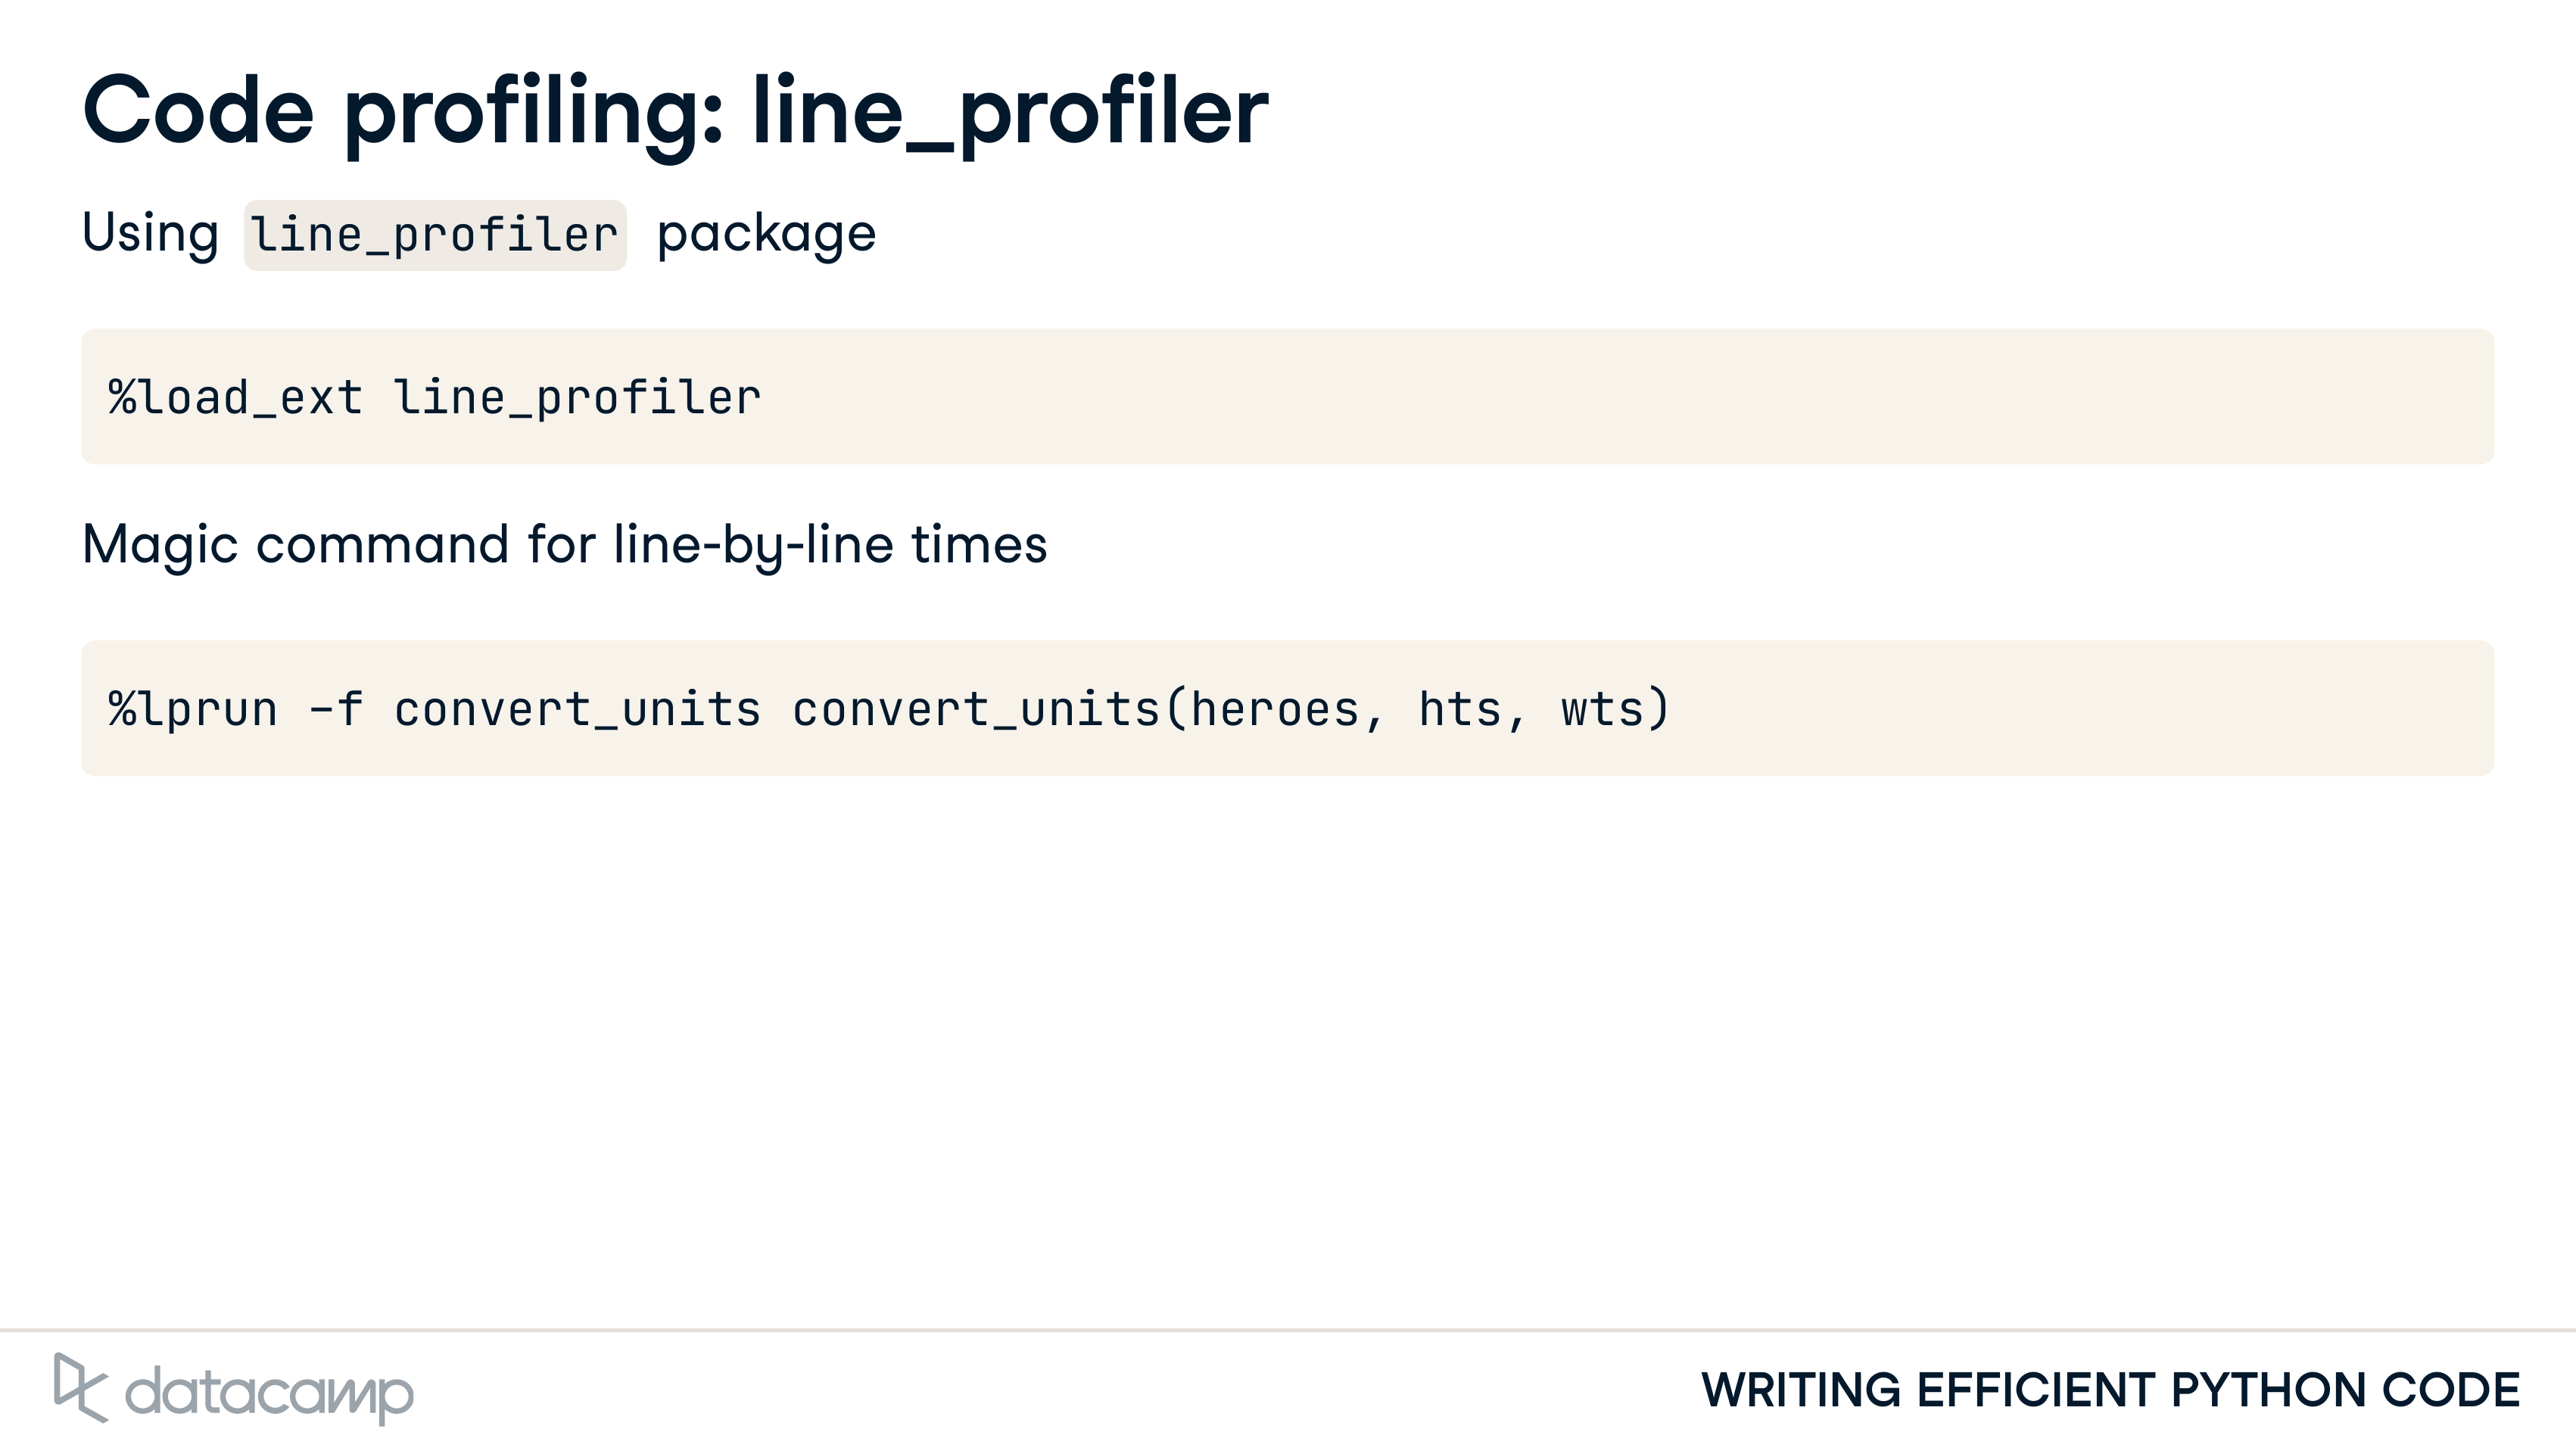 Code profiling: line_profiler
Using line_profiler package
%load_ext line_profiler
Magic command for line-by-line times
%lprun -f convert_units convert_units(heroes, hts, wts)
datacamp
WRITING EFFICIENT PYTHON CODE